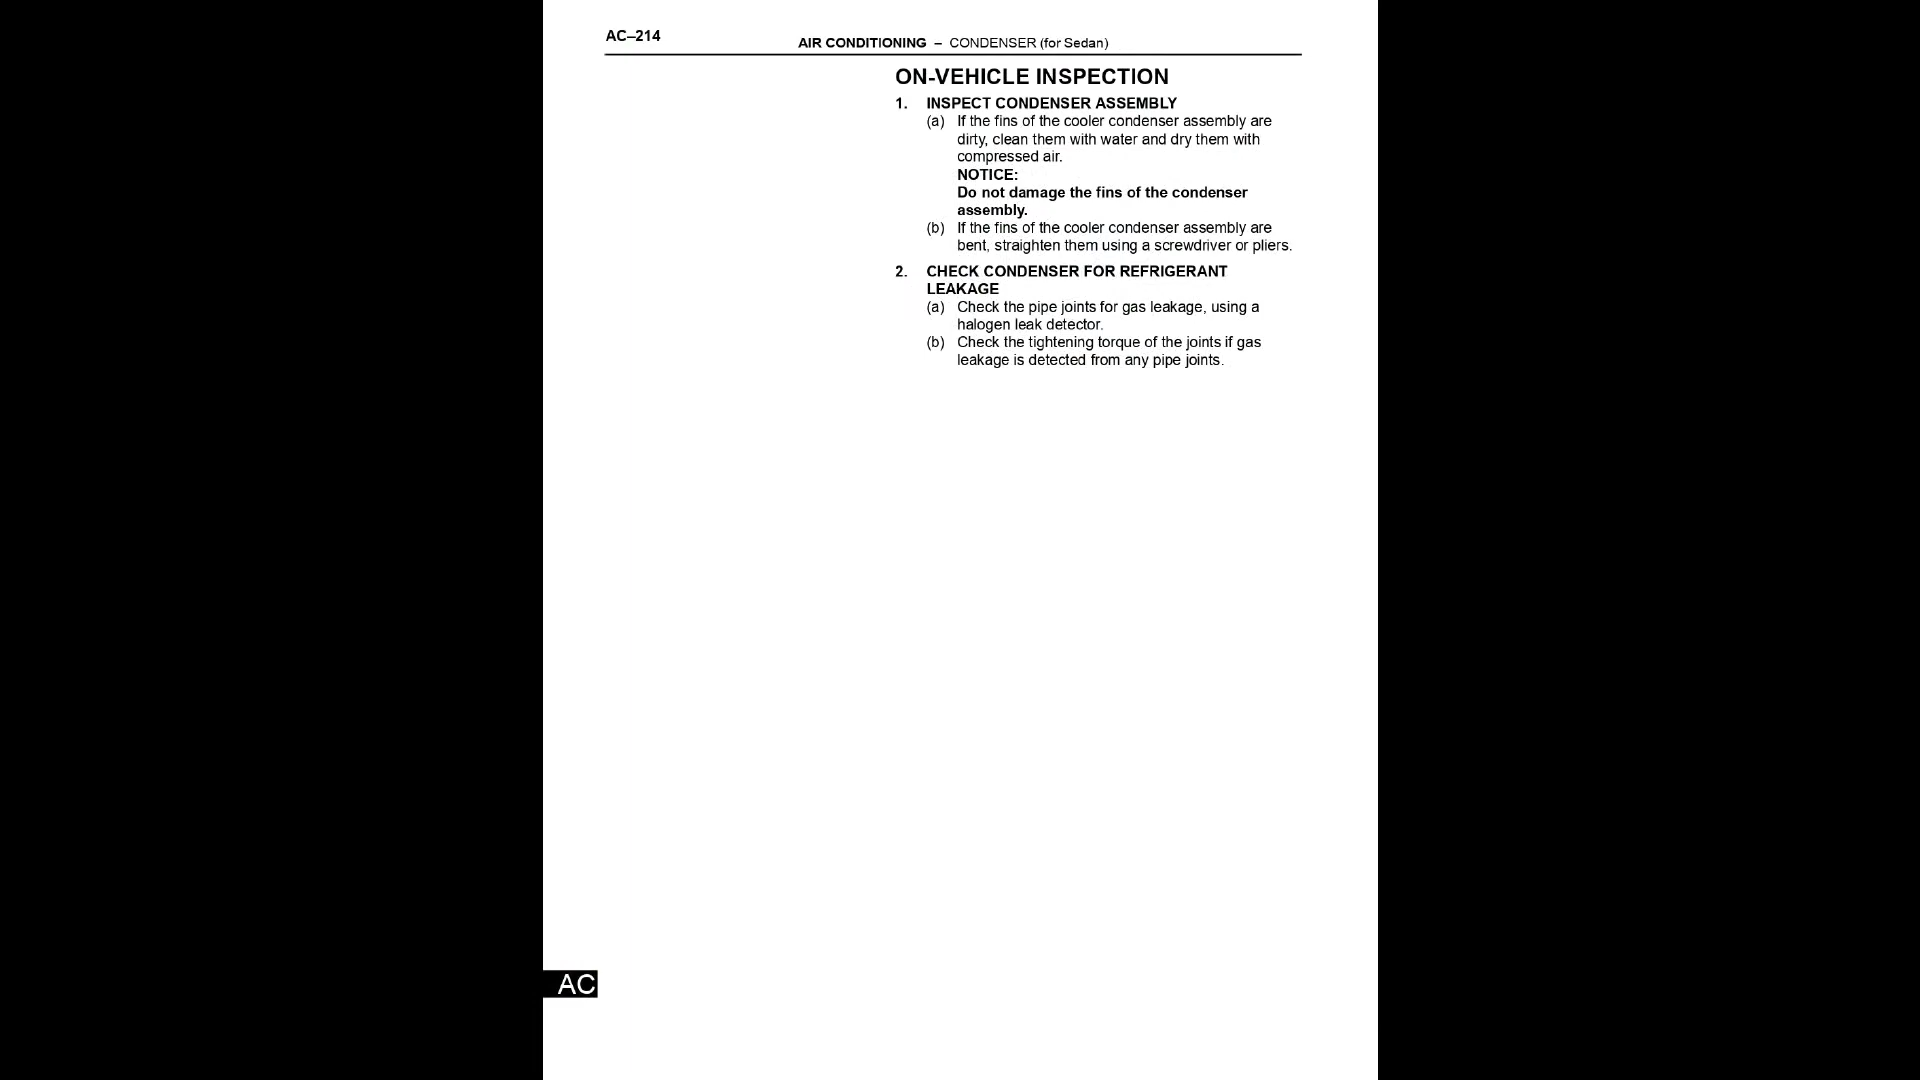 AC–214
AIR CONDITIONING – CONDENSER (for Sedan)
ON-VEHICLE INSPECTION
1. INSPECT CONDENSER ASSEMBLY
(a) If the fins of the cooler condenser assembly are
dirty, clean them with water and dry them with
compressed air.
NOTICE:
Do not damage the fins of the condenser
assembly.
(b) If the fins of the cooler condenser assembly are
bent, straighten them using a screwdriver or pliers.
2. CHECK CONDENSER FOR REFRIGERANT
LEAKAGE
(a) Check the pipe joints for gas leakage, using a
halogen leak detector.
(b) Check the tightening torque of the joints if gas
leakage is detected from any pipe joints.
AC